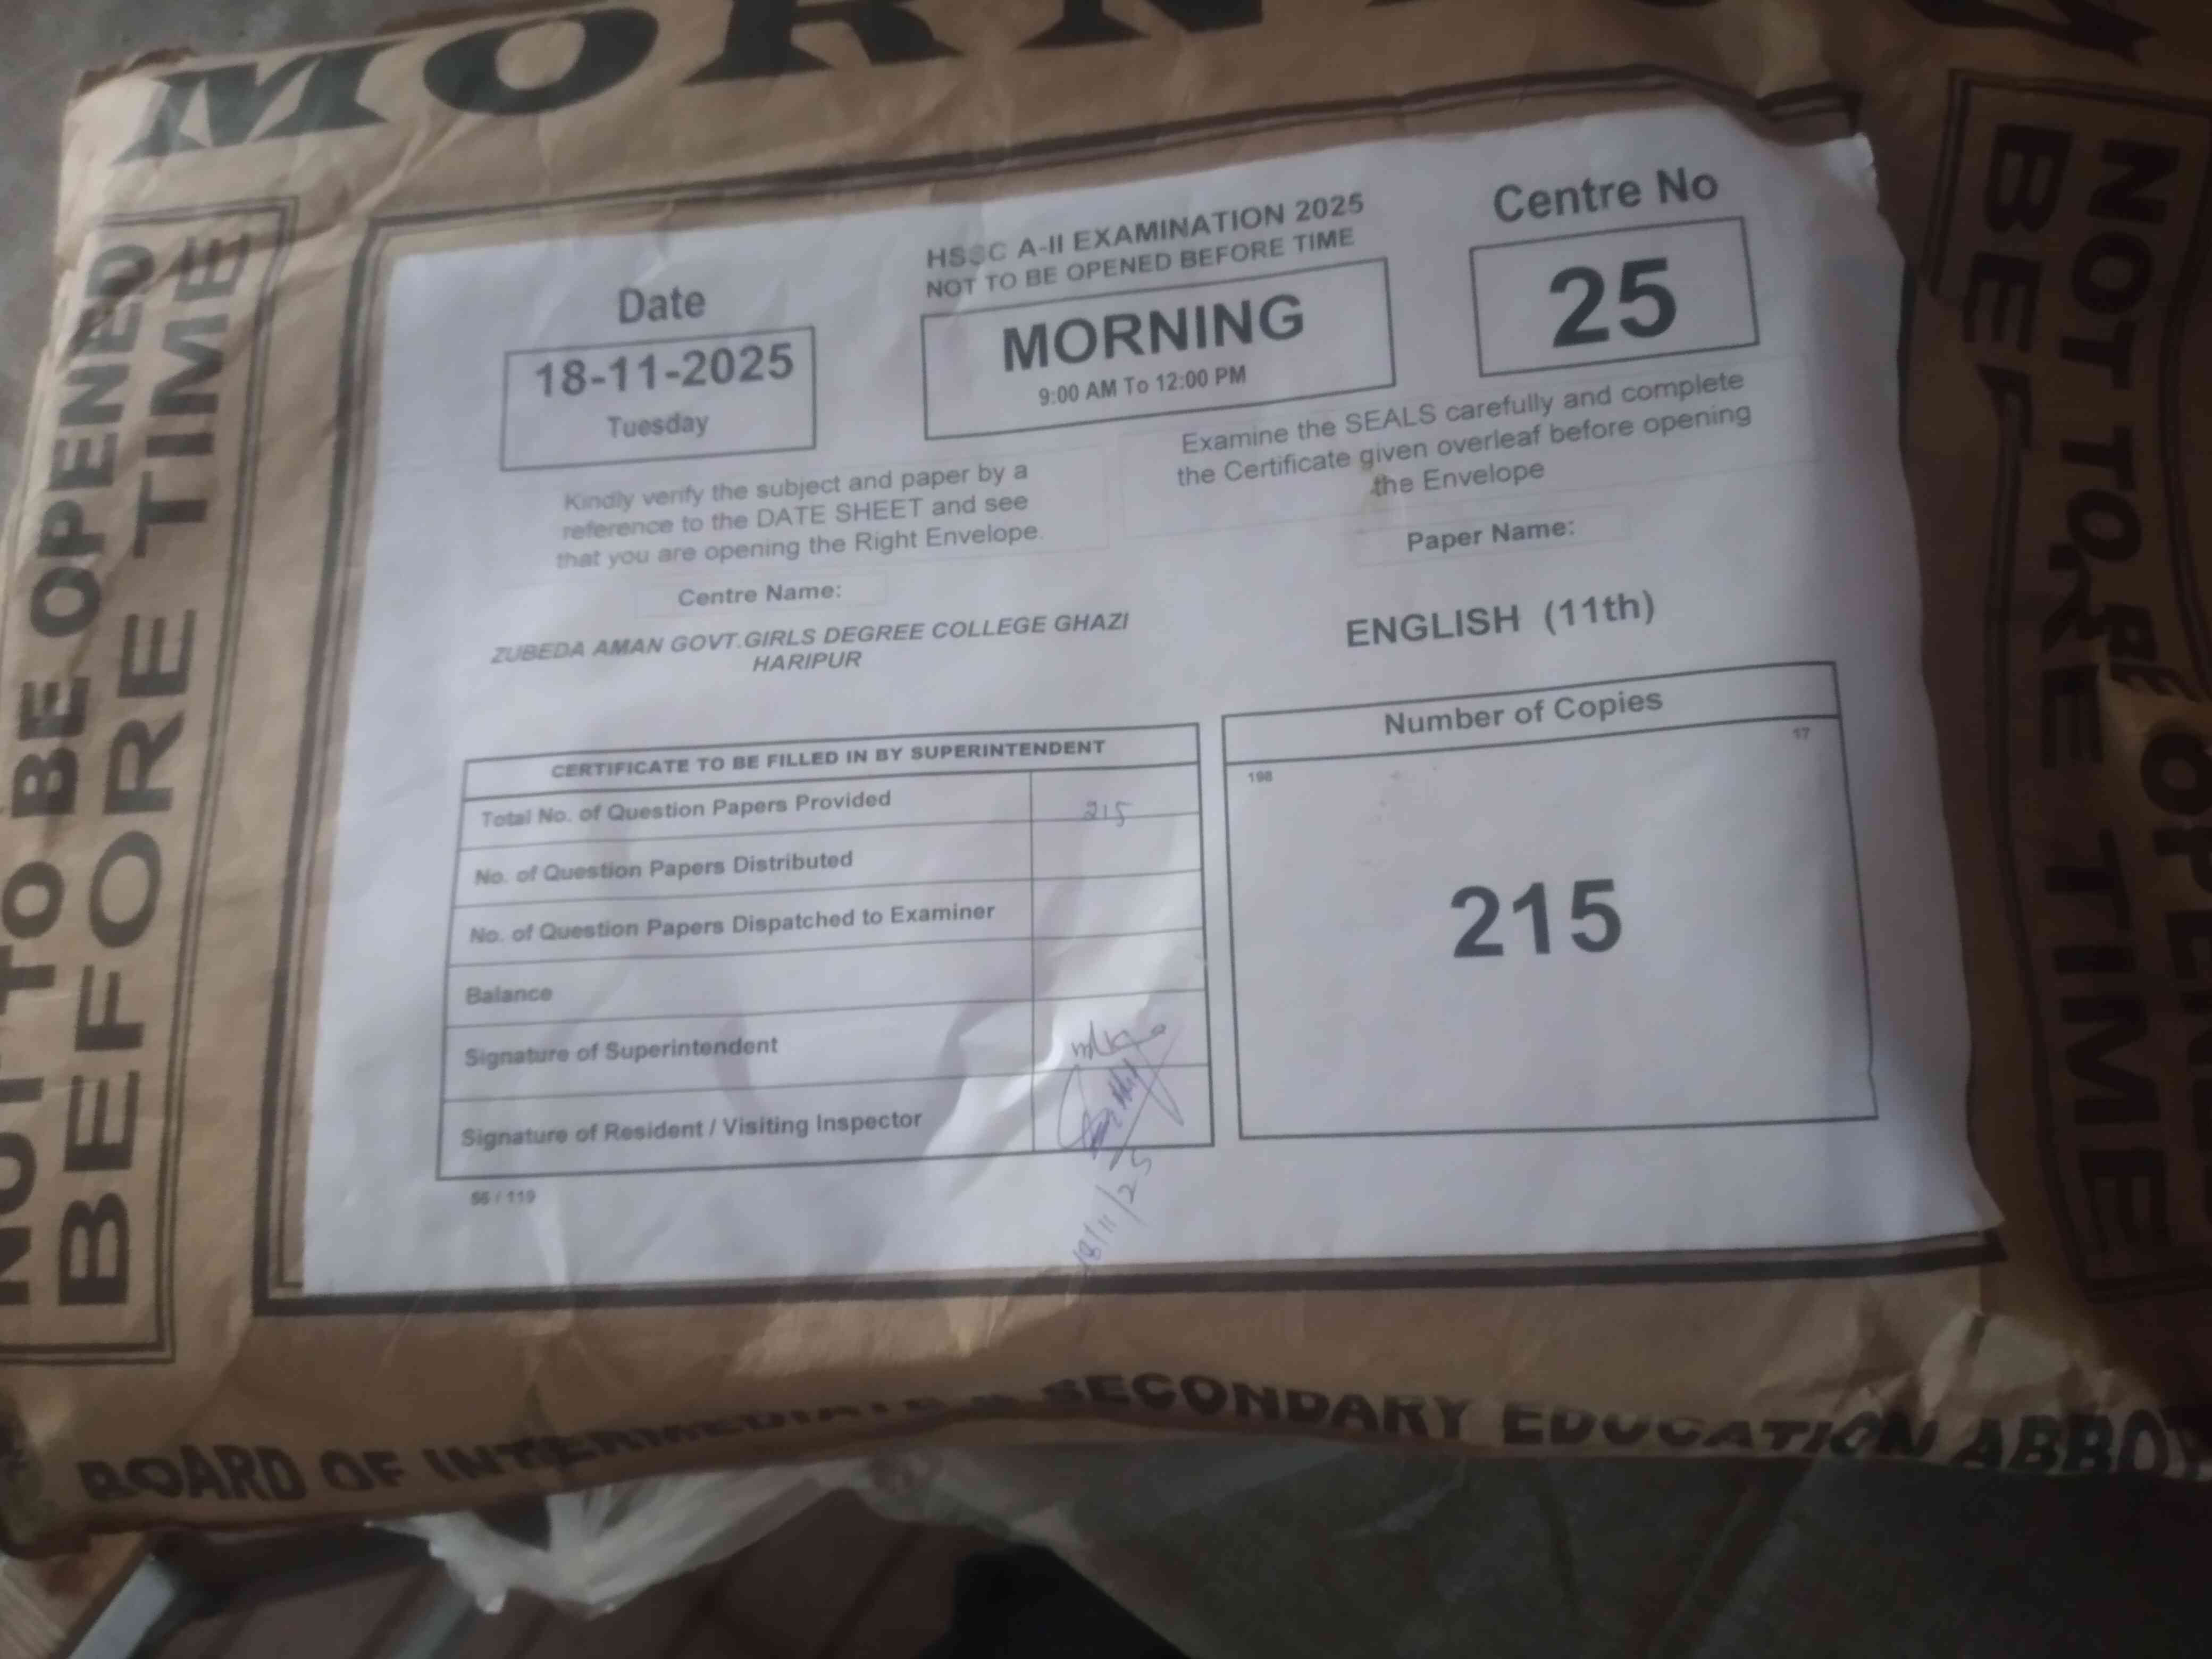 MORN
NOT TO BE OPENED
BEFORE TIME
HSSC A-II EXAMINATION 2025
NOT TO BE OPENED BEFORE TIME
Date
18-11-2025
Tuesday
MORNING
9:00 AM To 12:00 PM
Centre No
25
Kindly verify the subject and paper by a
reference to the DATE SHEET and see
that you are opening the Right Envelope.
Examine the SEALS carefully and complete
the Certificate given overleaf before opening
the Envelope
Centre Name:
ZUBEDA AMAN GOVT.GIRLS DEGREE COLLEGE GHAZI
HARIPUR
Paper Name:
ENGLISH (11th)
CERTIFICATE TO BE FILLED IN BY SUPERINTENDENT
Total No. of Question Papers Provided 215
No. of Question Papers Distributed
No. of Question Papers Dispatched to Examiner
Balance
Signature of Superintendent
Signature of Resident / Visiting Inspector
18/11/25
56 / 119
Number of Copies
198 17
215
NOT TO BE OPENED
BEFORE TIME
BOARD OF INTERMEDIATE & SECONDARY EDUCATION ABBO